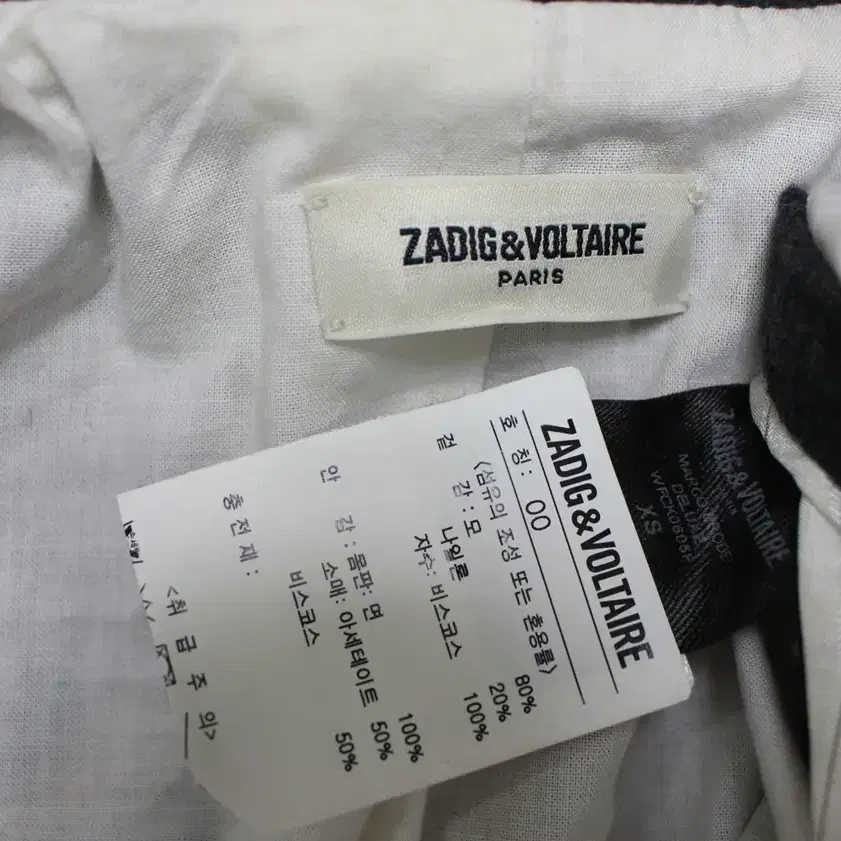 ZADIG&VOLTAIRE
PARIS
ZADIG&VOLTAIRE
호 칭: 00
<섬유의 조성 또는 혼용률>
겉 감: 모 80%
나일론 20%
자수: 비스코스 100%
안 감: 몸판: 면 100%
소매: 아세테이트 50%
비스코스 50%
충 전 재:
<취 급 주 의>
ZADIG&VOLTAIRE
DELUXE
XS